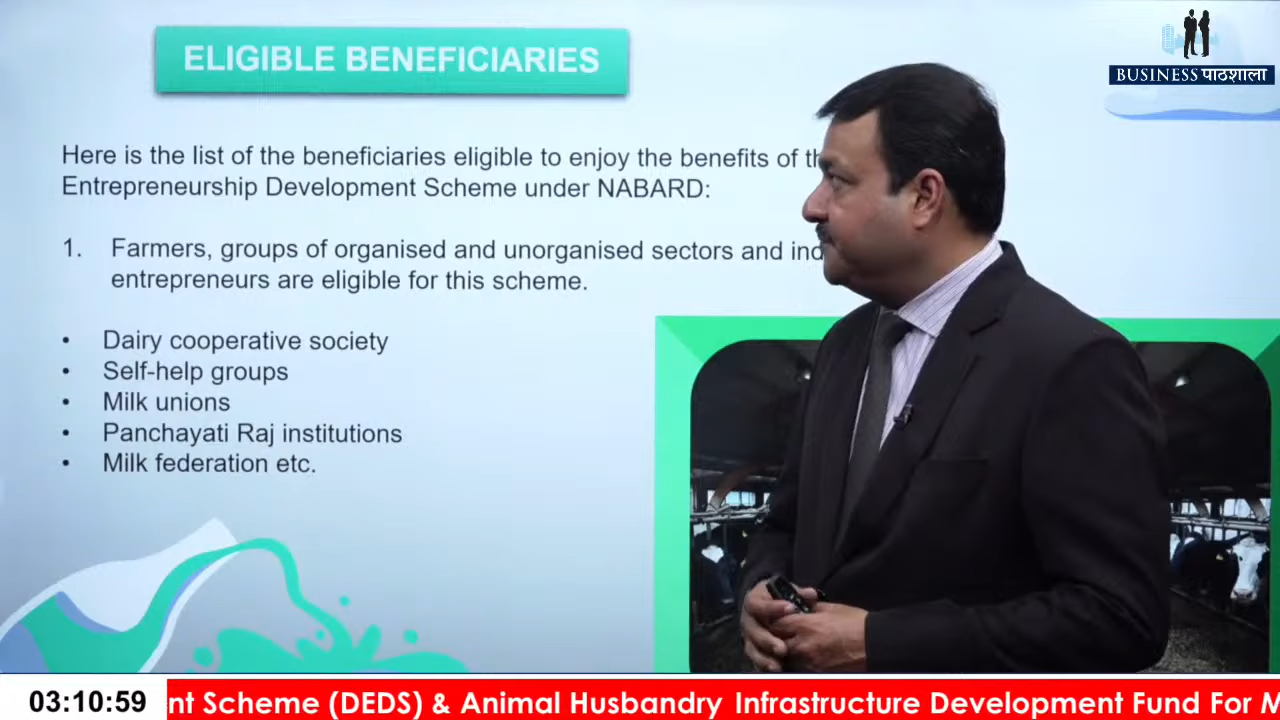 ELIGIBLE BENEFICIARIES
BUSINESS पाठशाला
Here is the list of the beneficiaries eligible to enjoy the benefits of
Entrepreneurship Development Scheme under NABARD:
1. Farmers, groups of organised and unorganised sectors and
entrepreneurs are eligible for this scheme.
• Dairy cooperative society
• Self-help groups
• Milk unions
• Panchayati Raj institutions
• Milk federation etc.
03:10:59
nt Scheme (DEDS) & Animal Husbandry Infrastructure Development Fund For M